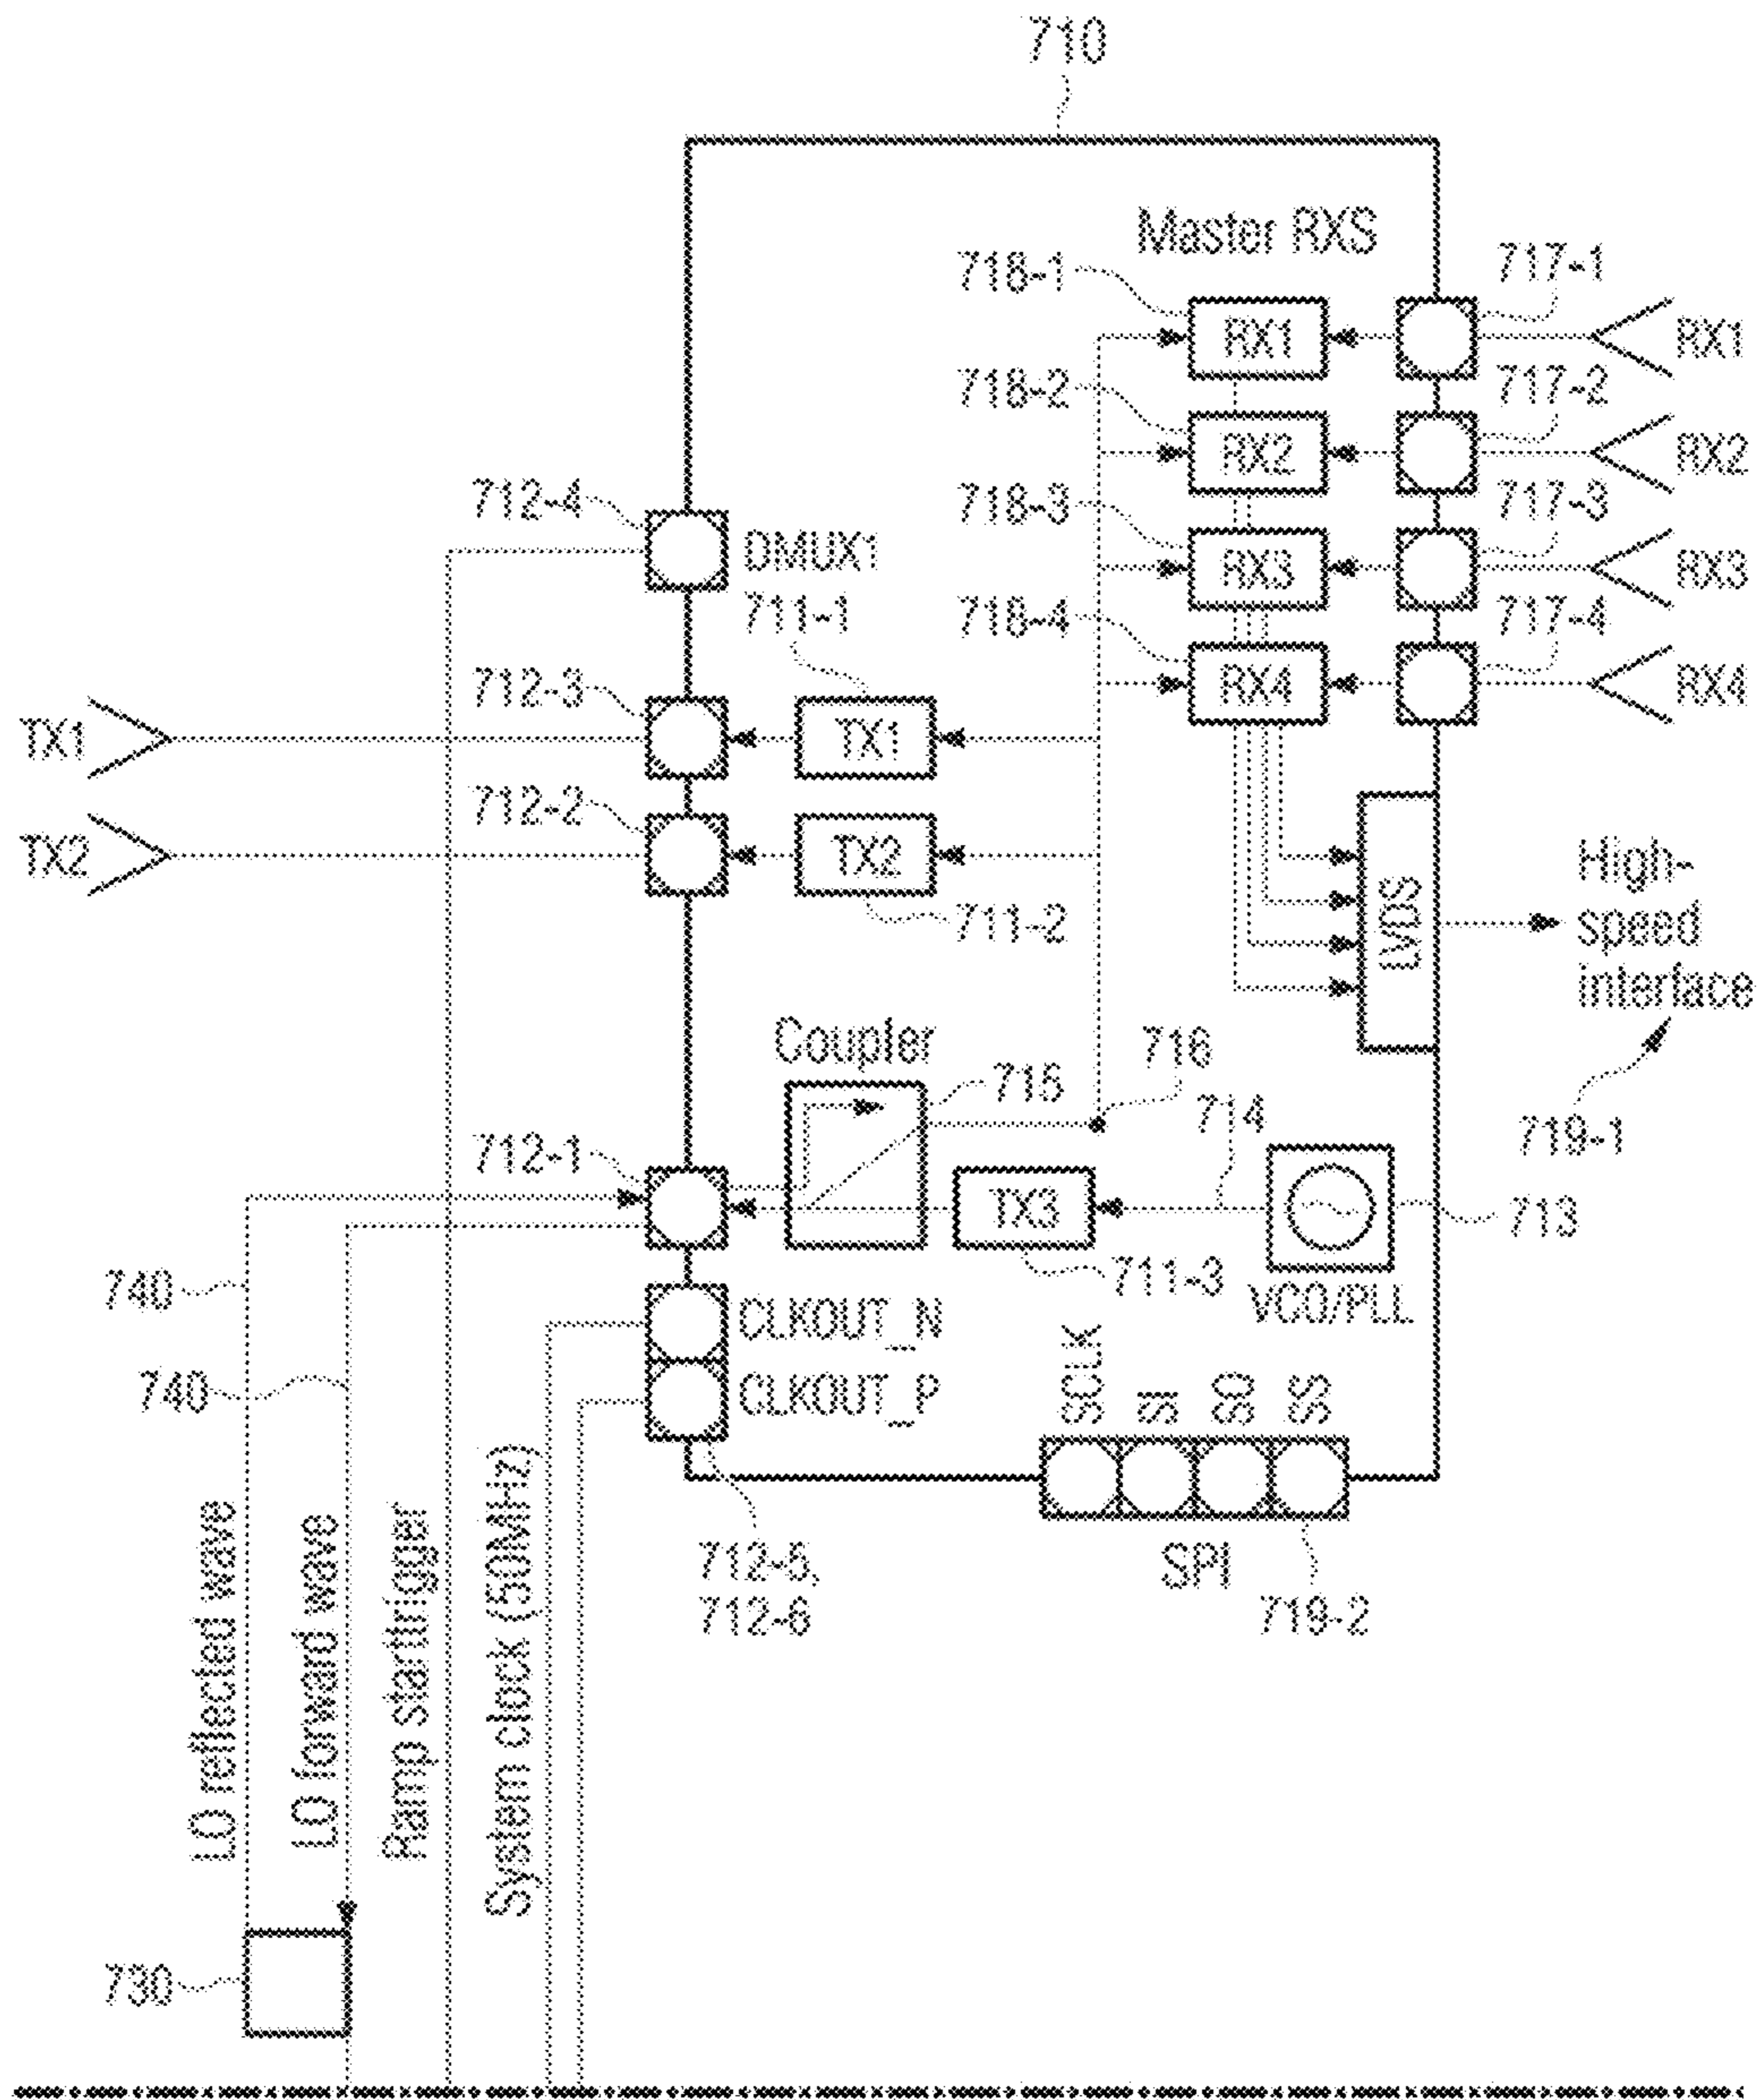 710
Master RXS
718-1
717-1
RX1
RX1
718-2
717-2
RX2
RX2
712-4
718-3
717-3
DMUX1
RX3
RX3
711-1
718-4
717-4
712-3
RX4
RX4
TX1
TX1
712-2
TX2
TX2
711-2
LVDS
High-
speed
interface
Coupler
715
716
714
719-1
712-1
TX3
713
711-3
VCO/PLL
740
CLKOUT_N
740
CLKOUT_P
SCLK
SI
SO
SS
LO reflected wave
LO forward wave
Ramp starttrigger
System clock (50MHz)
712-5,
712-6
SPI
719-2
730